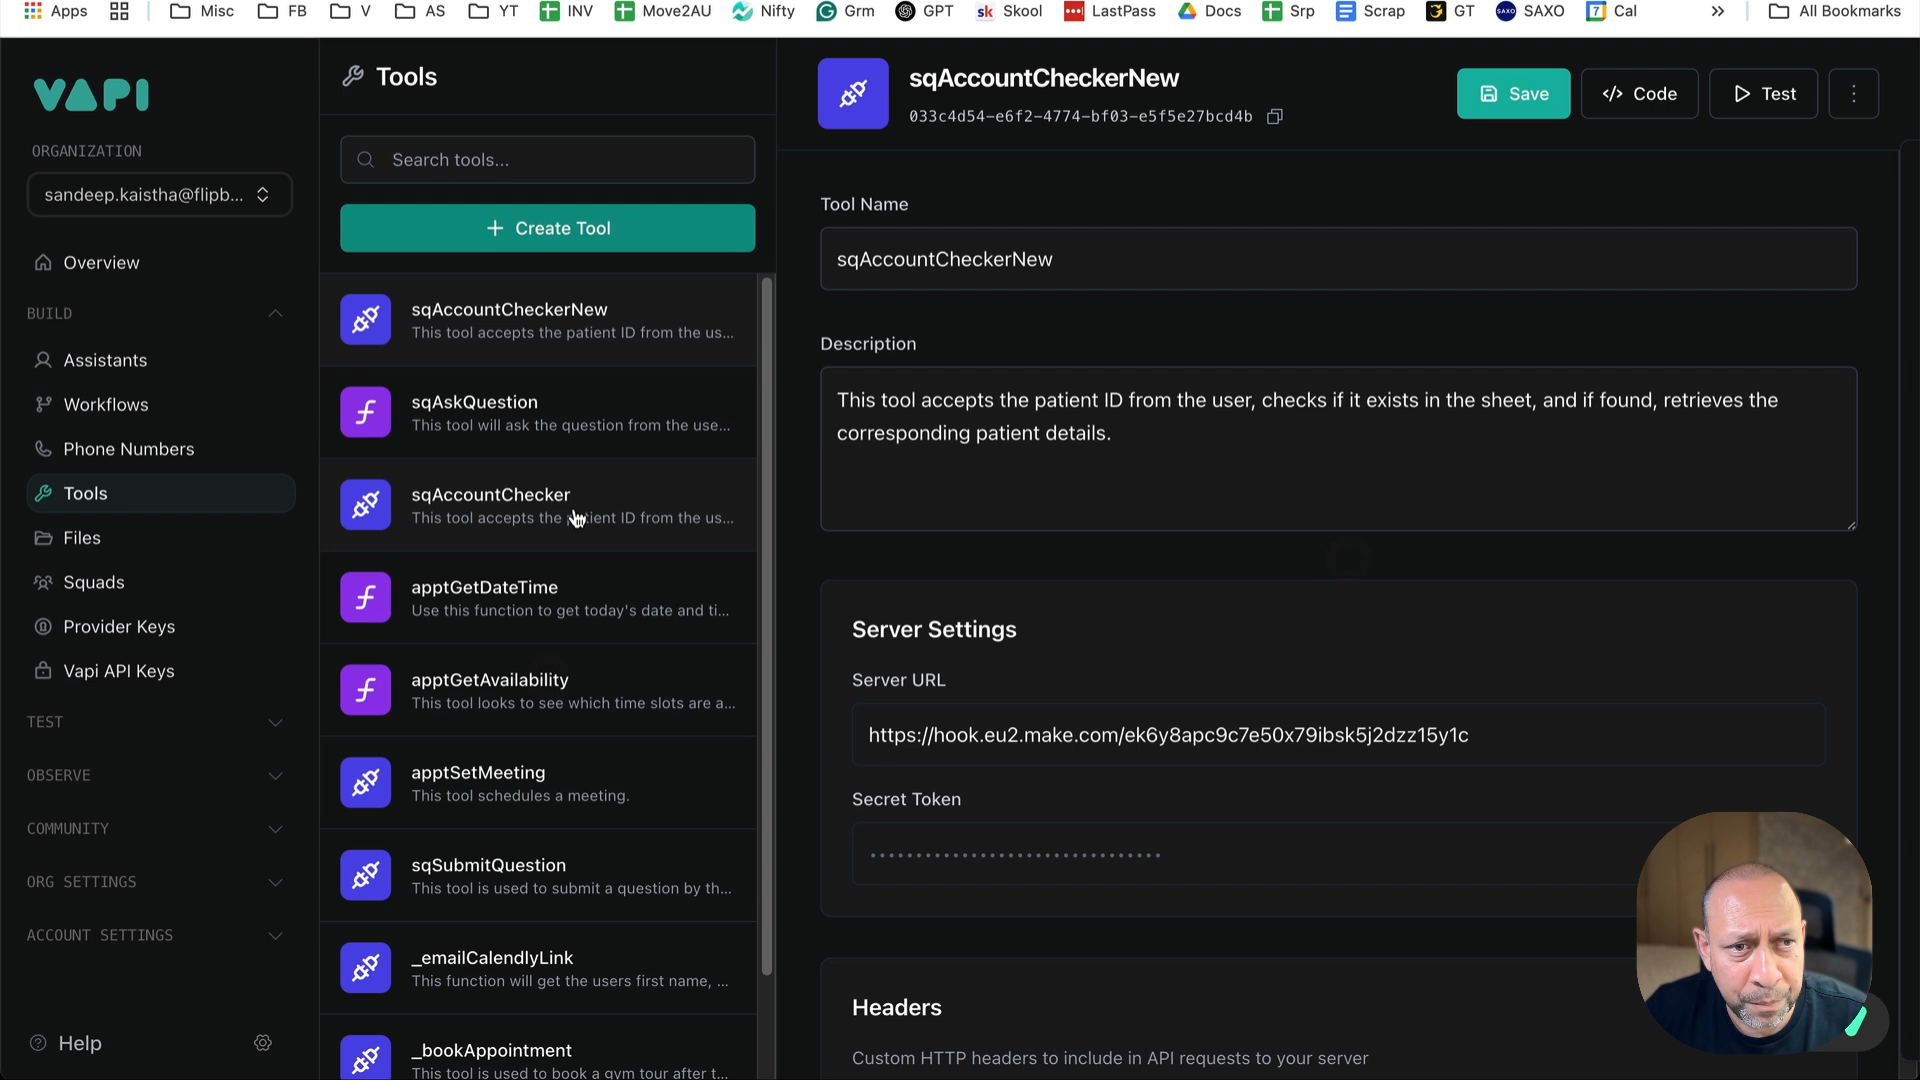 Apps
Misc
FB
V
AS
YT
INV
Move2AU
Nifty
Grm
GPT
sk Skool
LastPass
Docs
Srp
Scrap
GT
SAXO SAXO
7 Cal
All Bookmarks
VAPI
ORGANIZATION
sandeep.kaistha@flipb...
Overview
BUILD
Assistants
Workflows
Phone Numbers
Tools
Files
Squads
Provider Keys
Vapi API Keys
TEST
OBSERVE
COMMUNITY
ORG SETTINGS
ACCOUNT SETTINGS
Help
Tools
Search tools...
+ Create Tool
sqAccountCheckerNew
This tool accepts the patient ID from the us...
sqAskQuestion
This tool will ask the question from the use...
sqAccountChecker
This tool accepts the patient ID from the us...
apptGetDateTime
Use this function to get today's date and ti...
apptGetAvailability
This tool looks to see which time slots are a...
apptSetMeeting
This tool schedules a meeting.
sqSubmitQuestion
This tool is used to submit a question by th...
_emailCalendlyLink
This function will get the users first name, ...
_bookAppointment
This tool is used to book a gym tour after t...
sqAccountCheckerNew
033c4d54-e6f2-4774-bf03-e5f5e27bcd4b
Save
Code
Test
Tool Name
sqAccountCheckerNew
Description
This tool accepts the patient ID from the user, checks if it exists in the sheet, and if found, retrieves the
corresponding patient details.
Server Settings
Server URL
https://hook.eu2.make.com/ek6y8apc9c7e50x79ibsk5j2dzz15y1c
Secret Token
Headers
Custom HTTP headers to include in API requests to your server